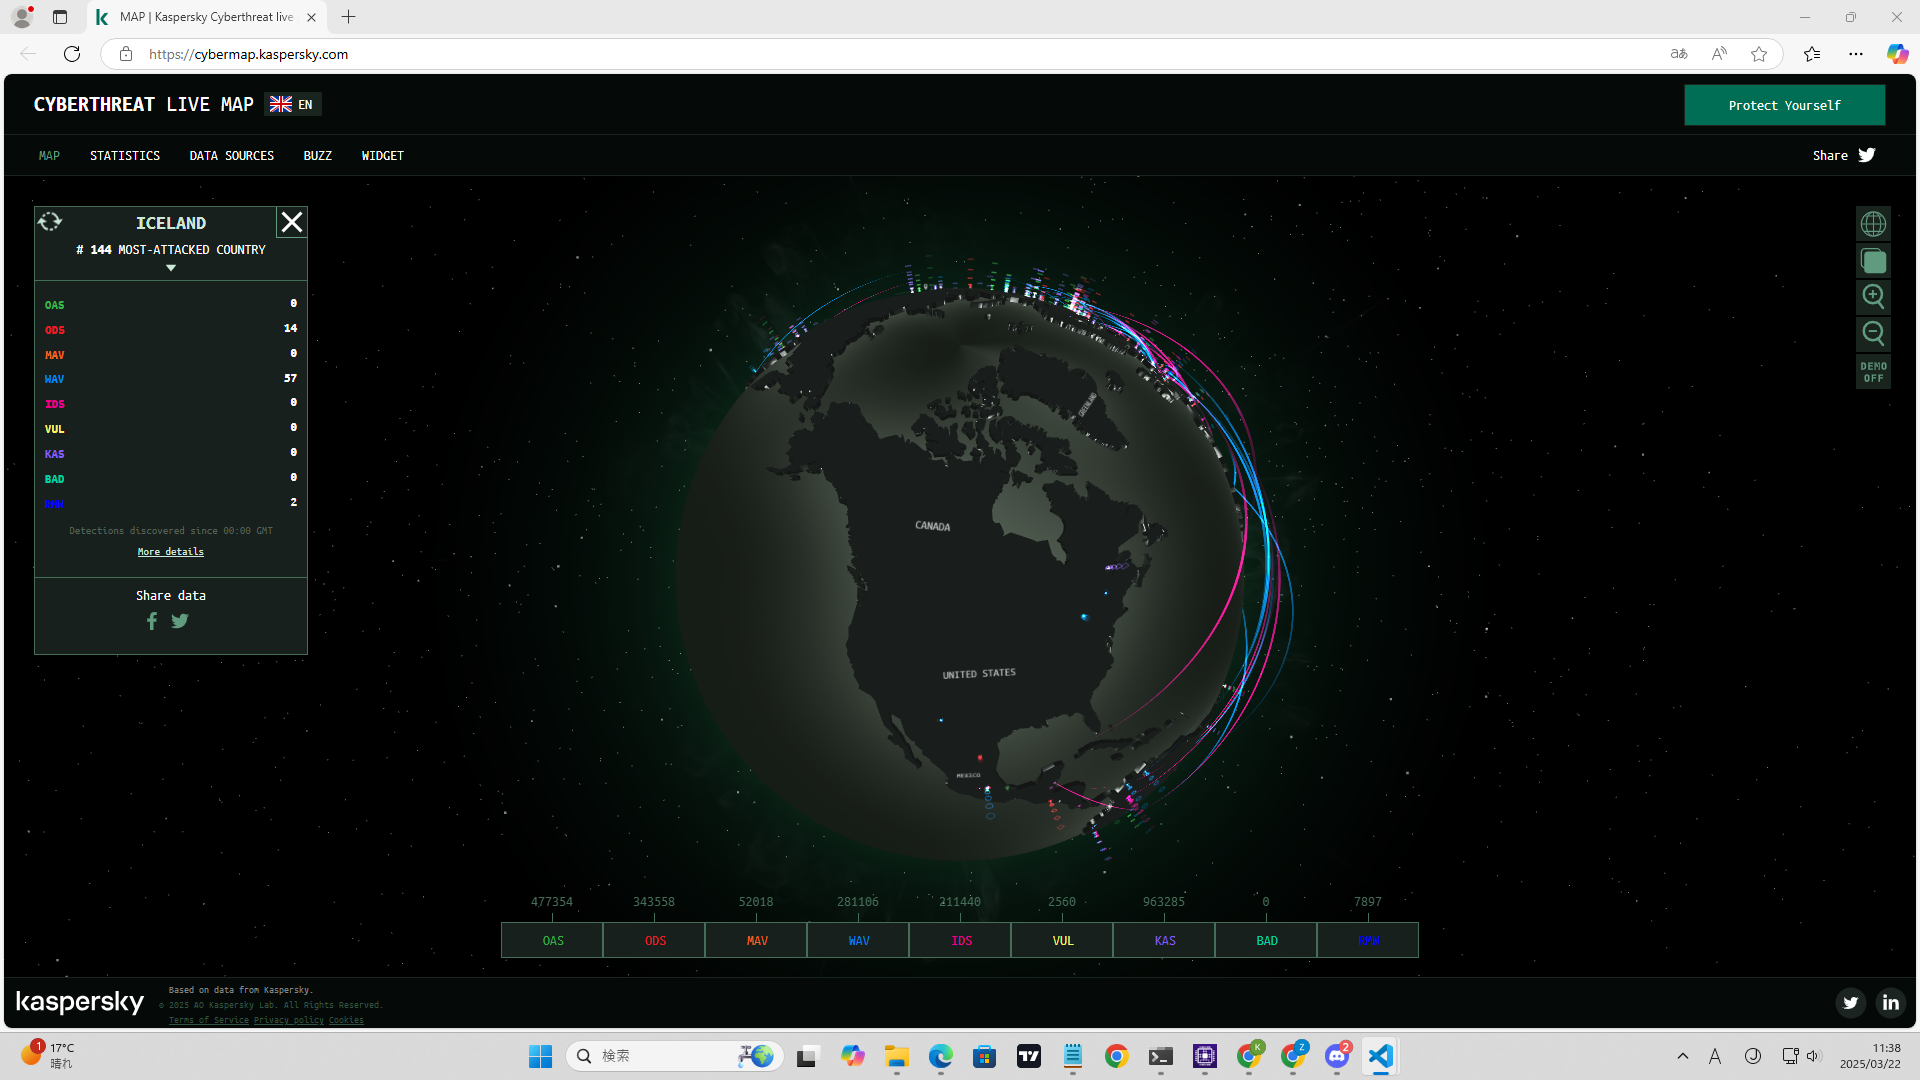 MAP | Kaspersky Cyberthreat live
https://cybermap.kaspersky.com
CYBERTHREAT LIVE MAP
EN
Protect Yourself
MAP
STATISTICS
DATA SOURCES
BUZZ
WIDGET
Share
ICELAND
# 144 MOST-ATTACKED COUNTRY
OAS 0
ODS 14
MAV 0
WAV 57
IDS 0
VUL 0
KAS 0
BAD 0
RMW 2
Detections discovered since 00:00 GMT
More details
Share data
DEMO
OFF
GREENLAND
CANADA
UNITED STATES
MEXICO
477354 343558 52018 281106 211440 2560 963285 0 7897
OAS ODS MAV WAV IDS VUL KAS BAD RMW
kaspersky
Based on data from Kaspersky.
© 2025 AO Kaspersky Lab. All Rights Reserved.
Terms of Service Privacy policy Cookies
1
17°C
晴れ
検索
K
Z
2
A
11:38
2025/03/22